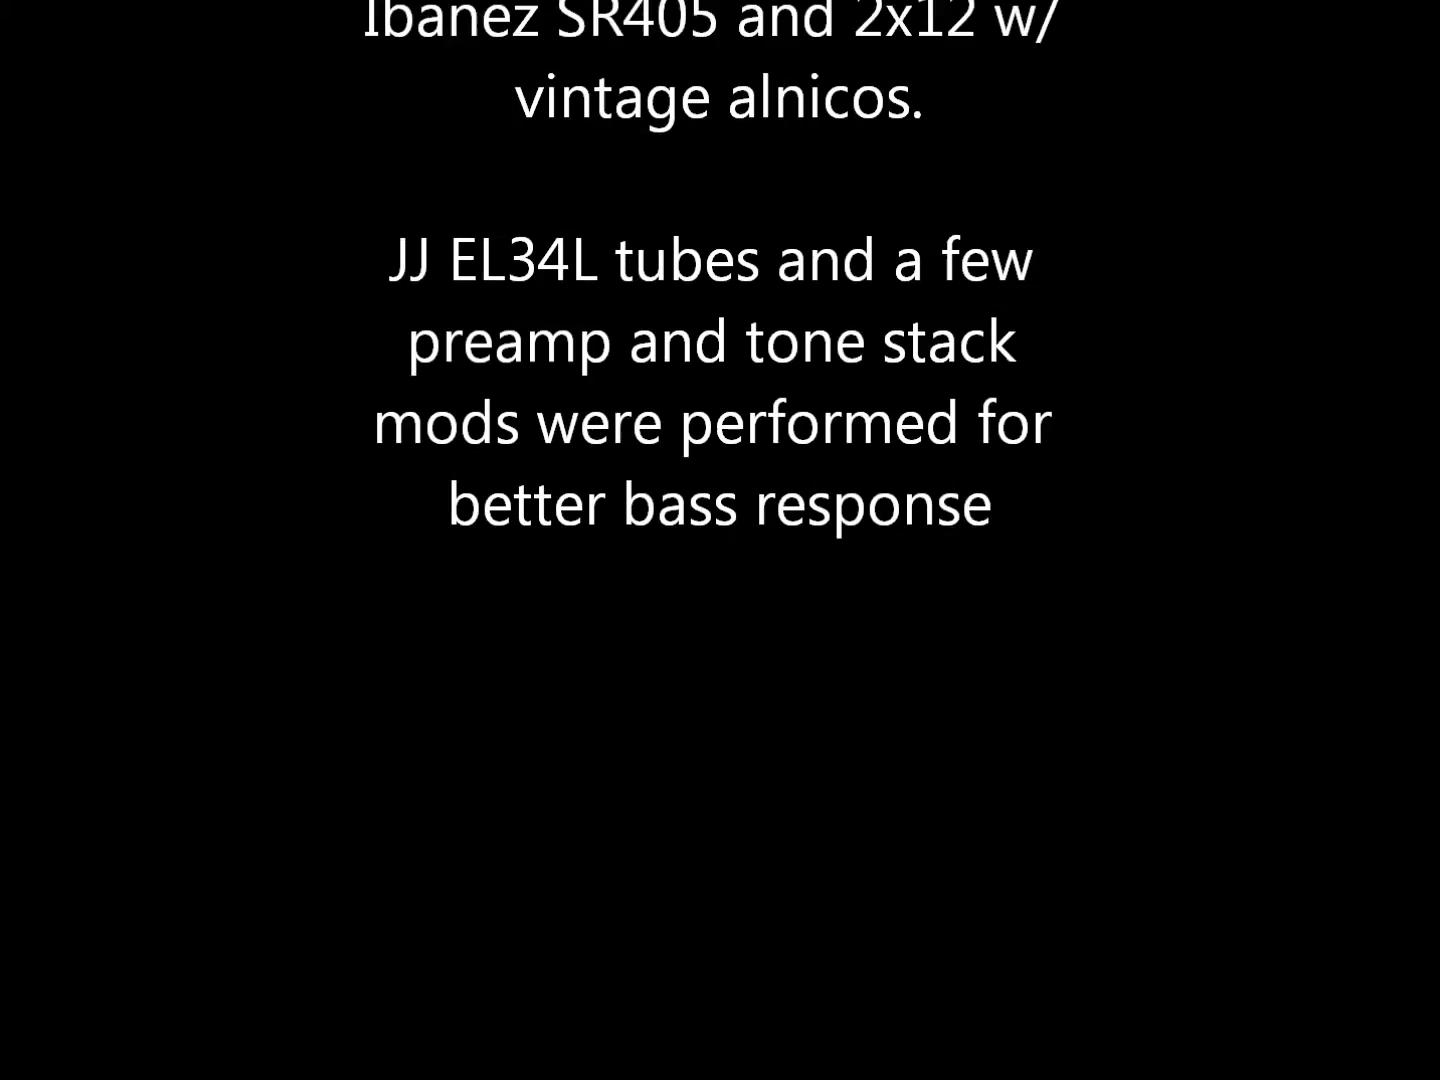 Ibanez SR405 and 2x12 w/
vintage alnicos.
JJ EL34L tubes and a few
preamp and tone stack
mods were performed for
better bass response